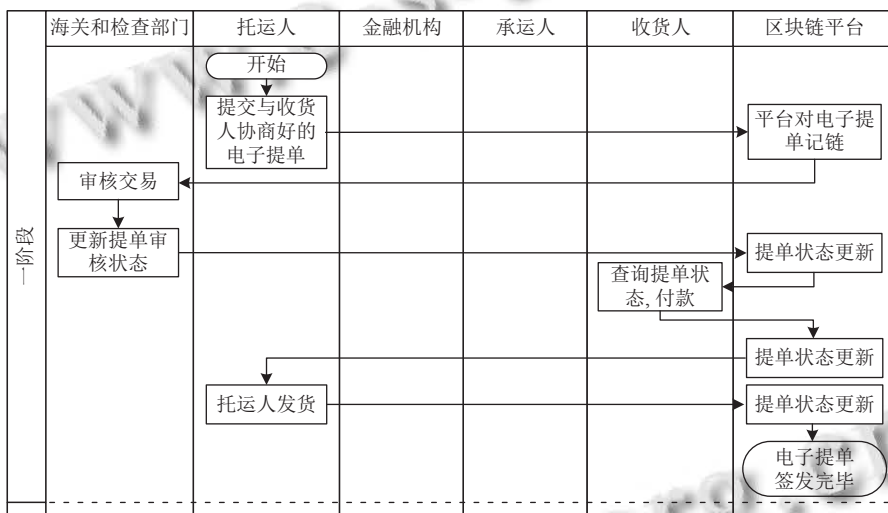 海关和检查部门
托运人
金融机构
承运人
收货人
区块链平台
一阶段
开始
提交与收货
人协商好的
电子提单
平台对电子提
单记链
审核交易
更新提单审
核状态
提单状态更新
查询提单状
态, 付款
提单状态更新
托运人发货
提单状态更新
电子提单
签发完毕